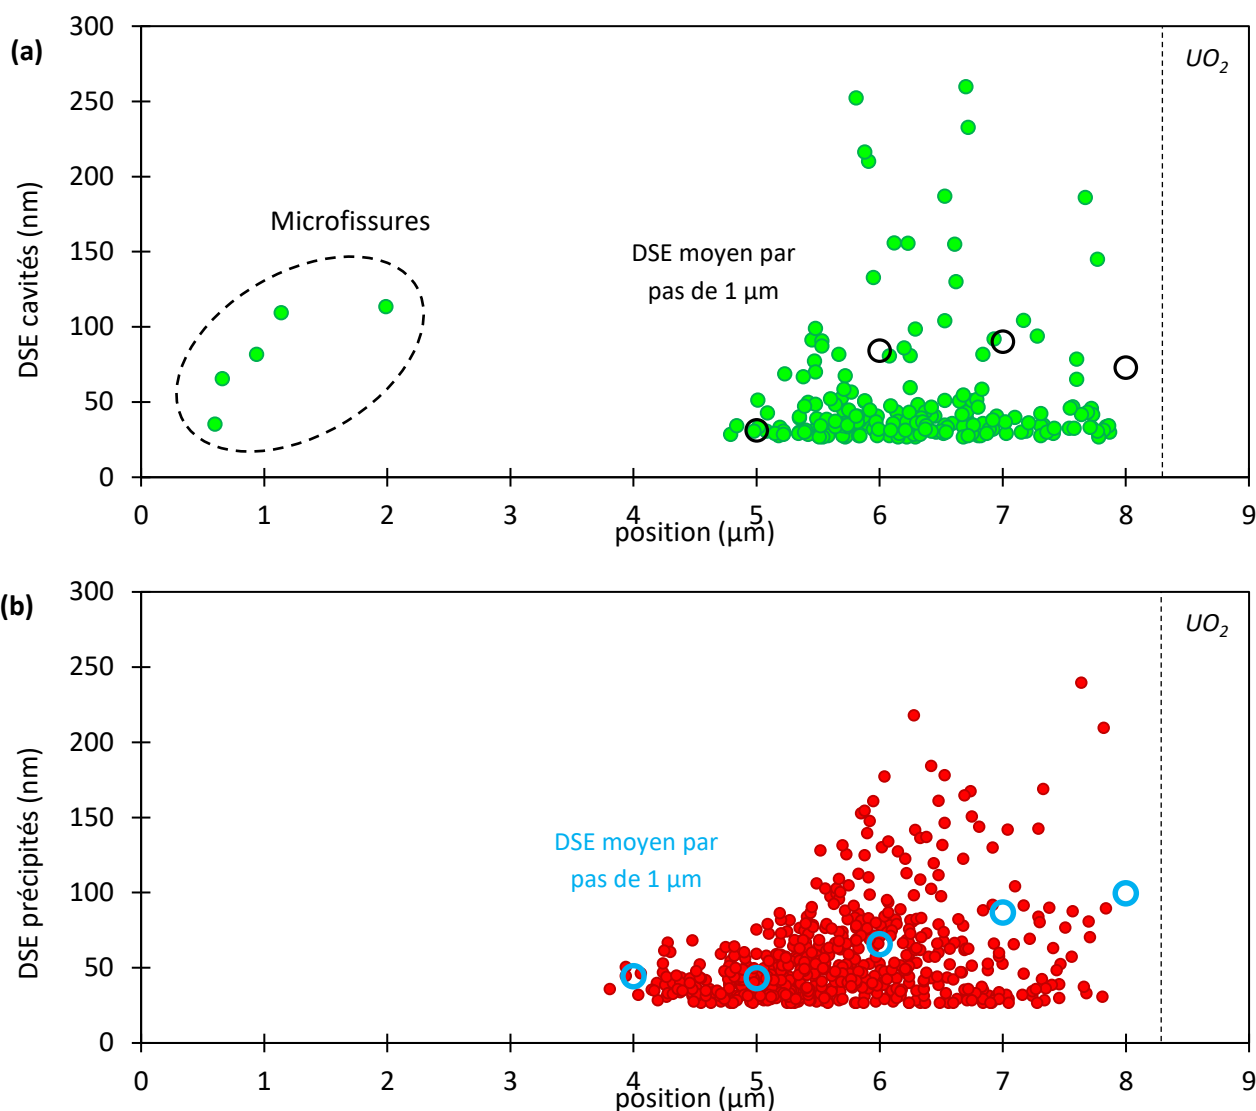 (a)
300
250
200
150
100
50
0
DSE cavités (nm)
Microfissures
DSE moyen par
pas de 1 µm
UO2
0 1 2 3 4 5 6 7 8 9
position (µm)
(b)
300
250
200
150
100
50
0
DSE précipités (nm)
DSE moyen par
pas de 1 µm
UO2
0 1 2 3 4 5 6 7 8 9
position (µm)